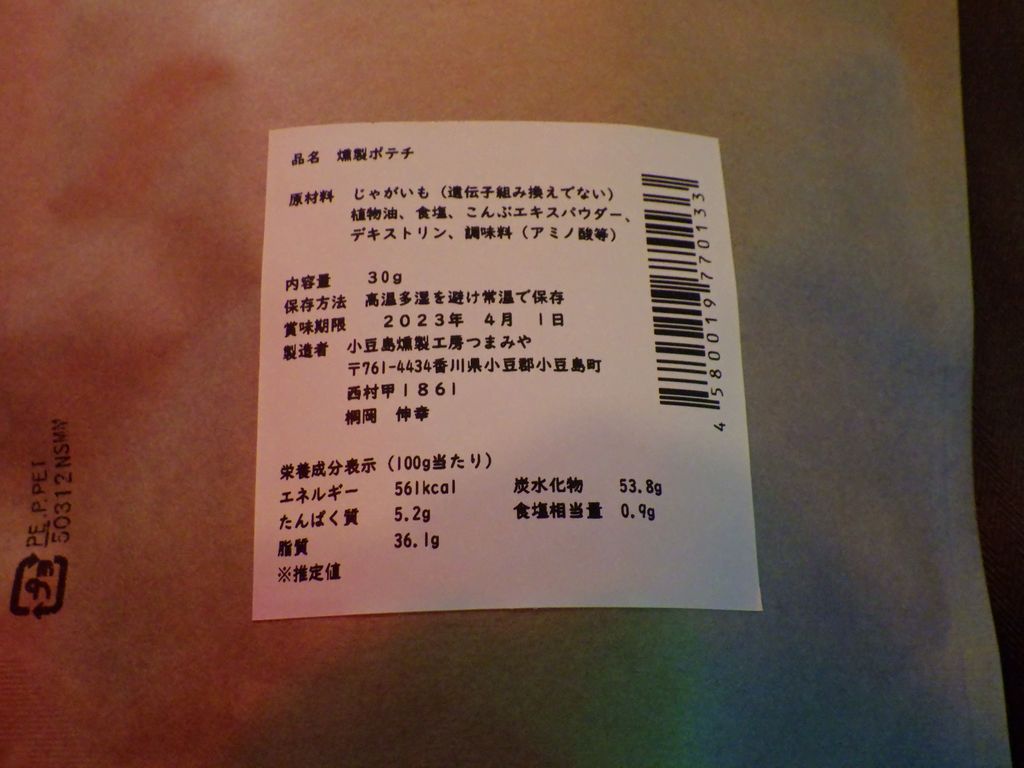 品名 燻製ポテチ
原材料 じゃがいも（遺伝子組み換えでない）
植物油、食塩、こんぶエキスパウダー、
デキストリン、調味料（アミノ酸等）
内容量 30g
保存方法 高温多湿を避け常温で保存
賞味期限 2023年 4月 1日
製造者 小豆島燻製工房つまみや
〒761-4434香川県小豆郡小豆島町
西村甲1861
桐岡 伸幸
栄養成分表示（100g当たり）
エネルギー 561kcal 炭水化物 53.8g
たんぱく質 5.2g 食塩相当量 0.9g
脂質 36.1g
※推定値
4580019770133
プラ
PE,P,PET
50312NSMN